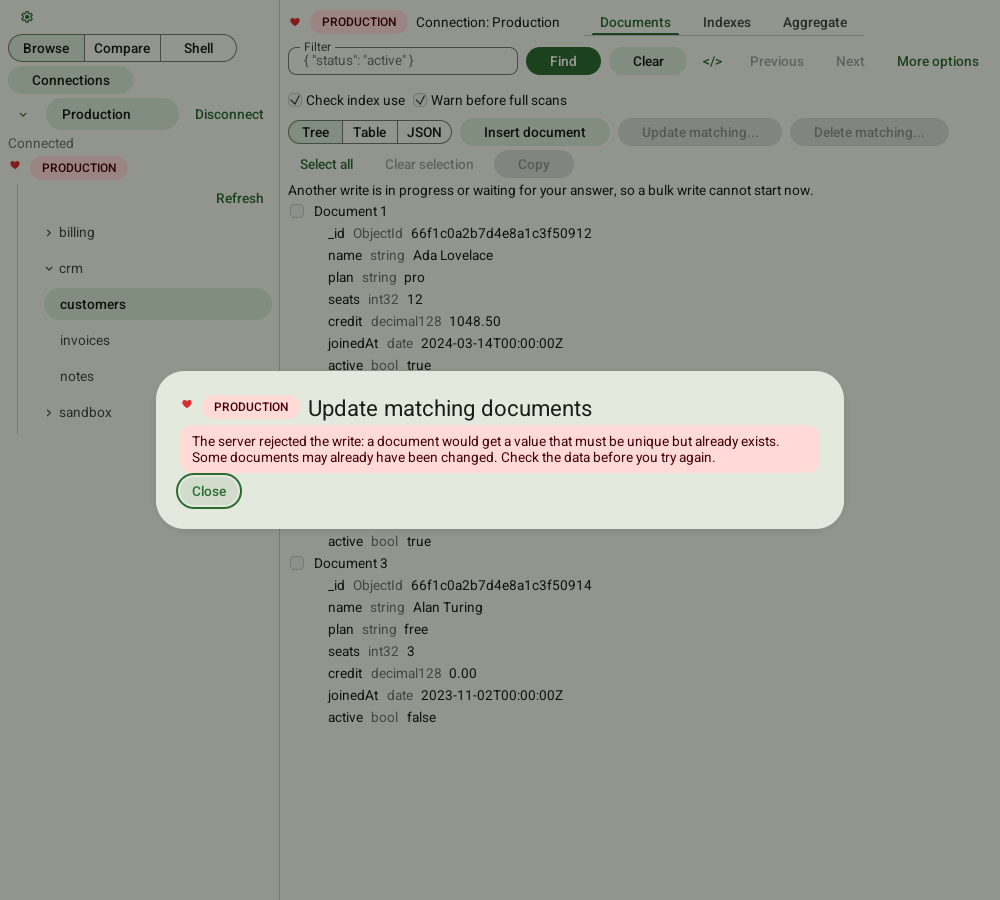 Browse Compare Shell
Connections
Production Disconnect
Connected
PRODUCTION
Refresh
billing
crm
customers
invoices
notes
sandbox
PRODUCTION Connection: Production Documents Indexes Aggregate
Filter
{ "status": "active" } Find Clear </> Previous Next More options
Check index use Warn before full scans
Tree Table JSON Insert document Update matching... Delete matching...
Select all Clear selection Copy
Another write is in progress or waiting for your answer, so a bulk write cannot start now.
Document 1
_id ObjectId 66f1c0a2b7d4e8a1c3f50912
name string Ada Lovelace
plan string pro
seats int32 12
credit decimal128 1048.50
joinedAt date 2024-03-14T00:00:00Z
active bool true
PRODUCTION Update matching documents
The server rejected the write: a document would get a value that must be unique but already exists.
Some documents may already have been changed. Check the data before you try again.
Close
active bool true
Document 3
_id ObjectId 66f1c0a2b7d4e8a1c3f50914
name string Alan Turing
plan string free
seats int32 3
credit decimal128 0.00
joinedAt date 2023-11-02T00:00:00Z
active bool false